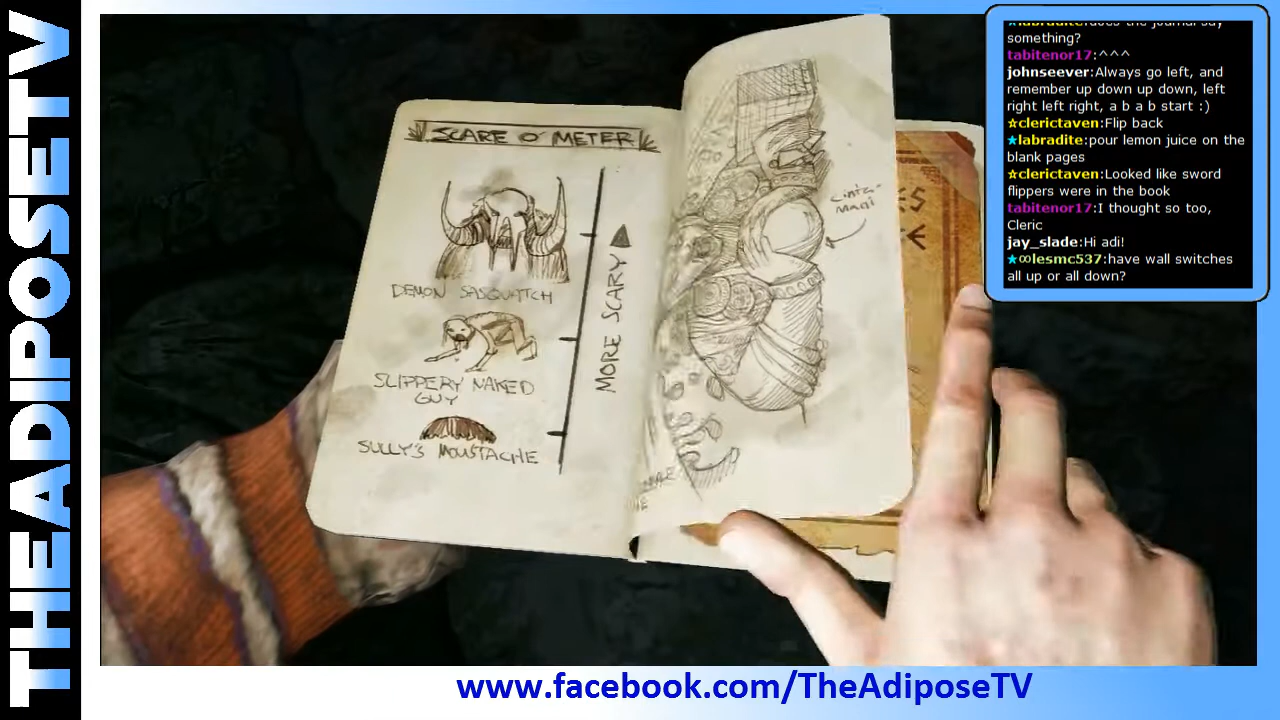 THEADIPOSETV
SCARE O' METER
DEMON SASQUATCH
SLIPPERY NAKED
GUY
SULLY'S MOUSTACHE
MORE SCARY
CINTA-
MANI
labradite:does the journal say
something?
tabitenor17:^^^
johnseever:Always go left, and
remember up down up down, left
right left right, a b a b start :)
clerictaven:Flip back
labradite:pour lemon juice on the
blank pages
clerictaven:Looked like sword
flippers were in the book
tabitenor17:I thought so too,
Cleric
jay_slade:Hi adi!
lesmc537:have wall switches
all up or all down?
www.facebook.com/TheAdiposeTV